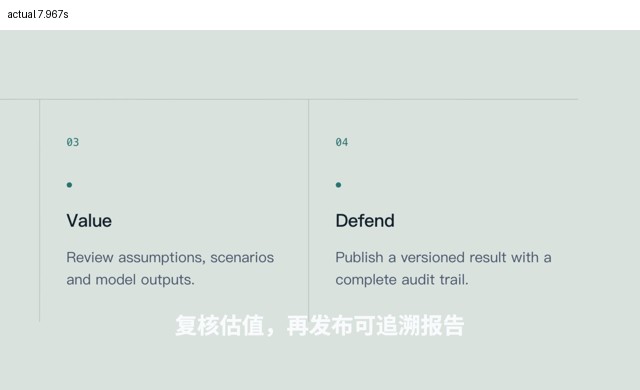 actual 7.967s
03
Value
Review assumptions, scenarios
and model outputs.
04
Defend
Publish a versioned result with a
complete audit trail.
复核估值，再发布可追溯报告